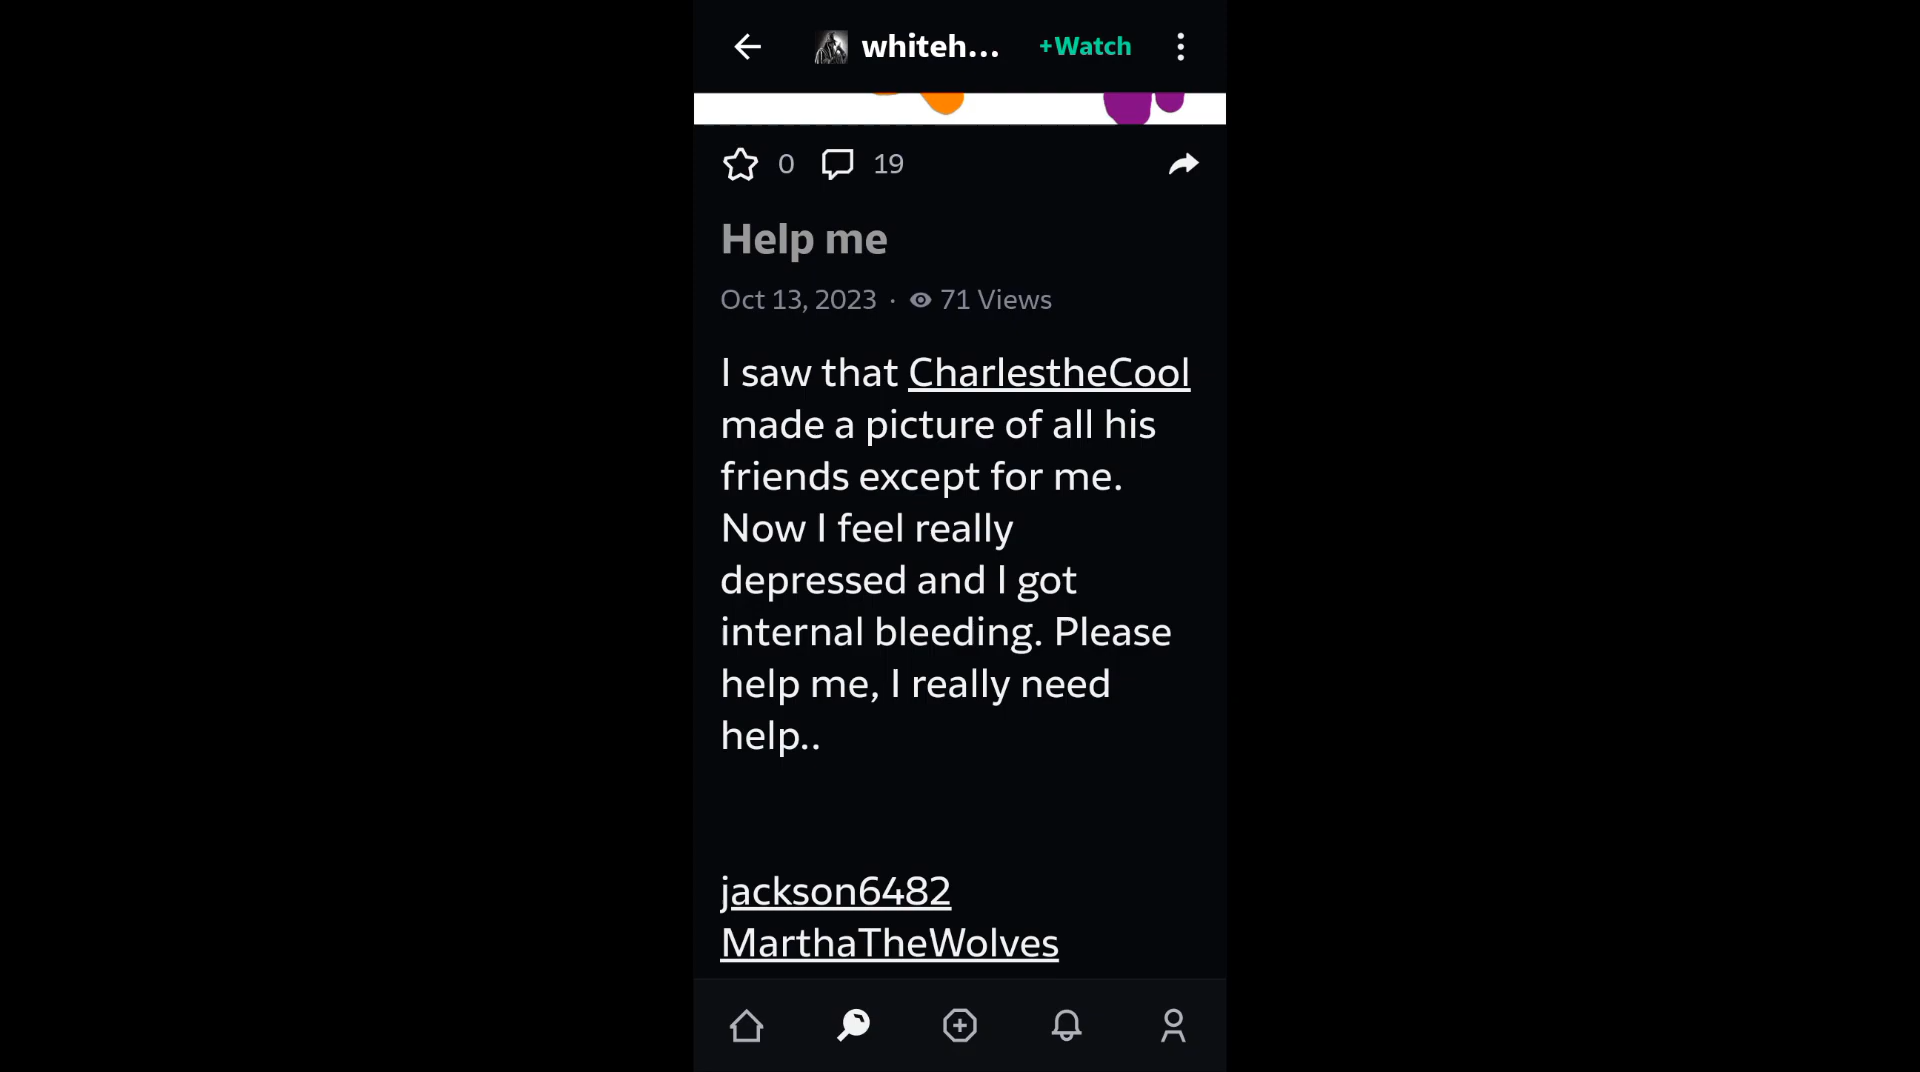 whiteh... +Watch
0 19
Help me
Oct 13, 2023 · 71 Views
I saw that CharlestheCool
made a picture of all his
friends except for me.
Now I feel really
depressed and I got
internal bleeding. Please
help me, I really need
help..
jackson6482
MarthaTheWolves